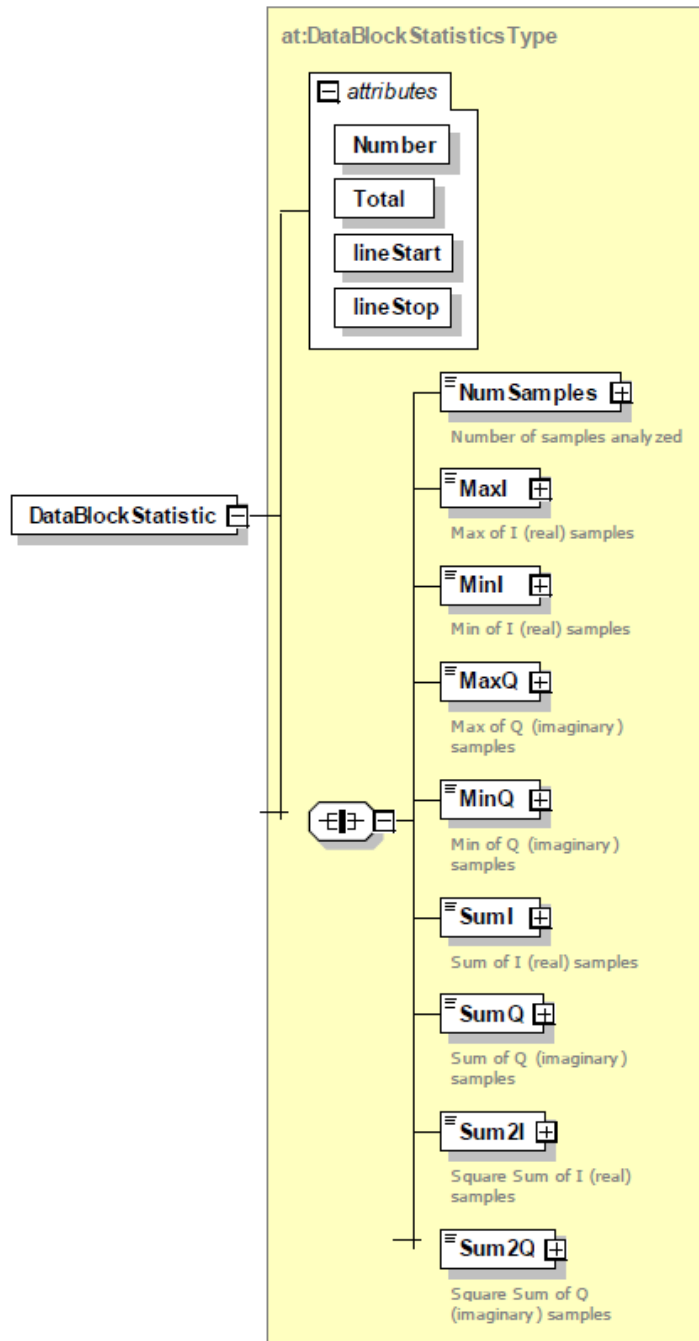 at:DataBlockStatisticsType
attributes
Number
Total
lineStart
lineStop
NumSamples
Number of samples analyzed
MaxI
Max of I (real) samples
DataBlockStatistic
MinI
Min of I (real) samples
MaxQ
Max of Q (imaginary)
samples
MinQ
Min of Q (imaginary)
samples
SumI
Sum of I (real) samples
SumQ
Sum of Q (imaginary)
samples
Sum2I
Square Sum of I (real)
samples
Sum2Q
Square Sum of Q
(imaginary) samples